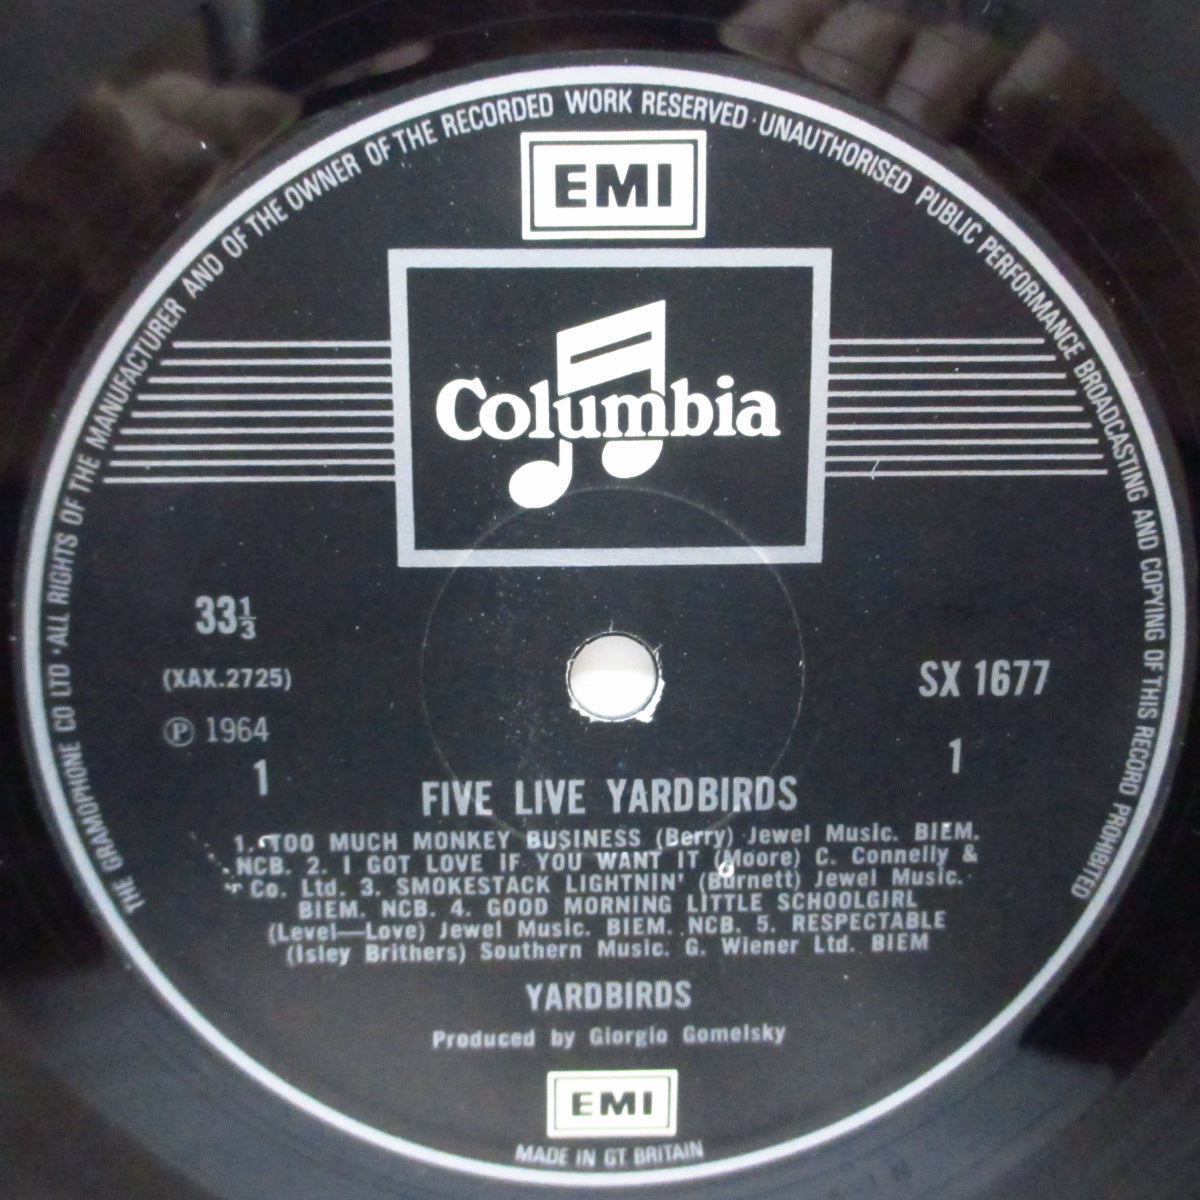 THE GRAMOPHONE CO LTD · ALL RIGHTS OF THE MANUFACTURER AND OF THE OWNER OF THE RECORDED WORK RESERVED · UNAUTHORISED PUBLIC PERFORMANCE BROADCASTING AND COPYING OF THIS RECORD PROHIBITED
EMI
Columbia
33⅓
(XAX.2725)
SX 1677
℗ 1964
1
1
FIVE LIVE YARDBIRDS
1. TOO MUCH MONKEY BUSINESS (Berry) Jewel Music. BIEM.
NCB. 2. I GOT LOVE IF YOU WANT IT (Moore) C. Connelly &
Co. Ltd. 3. SMOKESTACK LIGHTNIN' (Burnett) Jewel Music.
BIEM. NCB. 4. GOOD MORNING LITTLE SCHOOLGIRL
(Level—Love) Jewel Music. BIEM. NCB. 5. RESPECTABLE
(Isley Brithers) Southern Music. G. Wiener Ltd. BIEM
YARDBIRDS
Produced by Giorgio Gomelsky
EMI
MADE IN GT BRITAIN